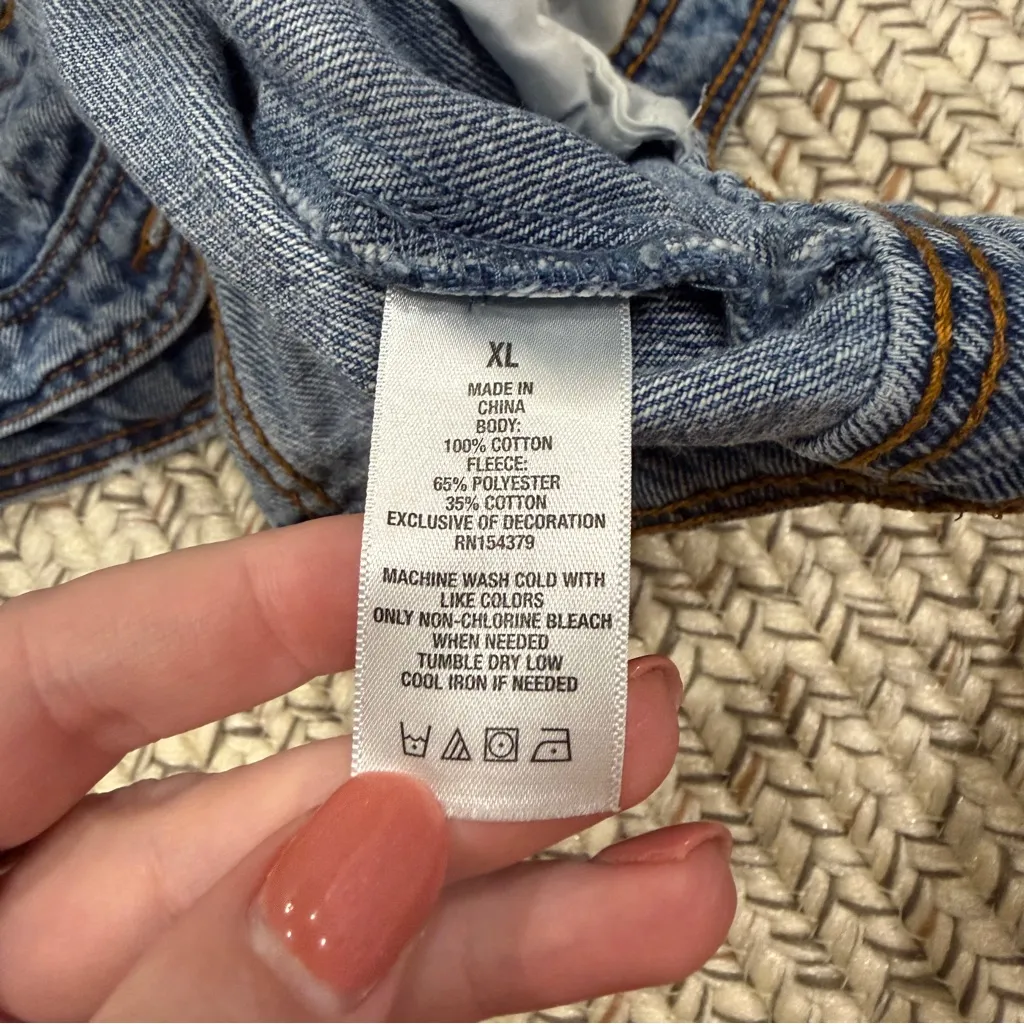 XL
MADE IN
CHINA
BODY:
100% COTTON
FLEECE:
65% POLYESTER
35% COTTON
EXCLUSIVE OF DECORATION
RN154379
MACHINE WASH COLD WITH
LIKE COLORS
ONLY NON-CHLORINE BLEACH
WHEN NEEDED
TUMBLE DRY LOW
COOL IRON IF NEEDED